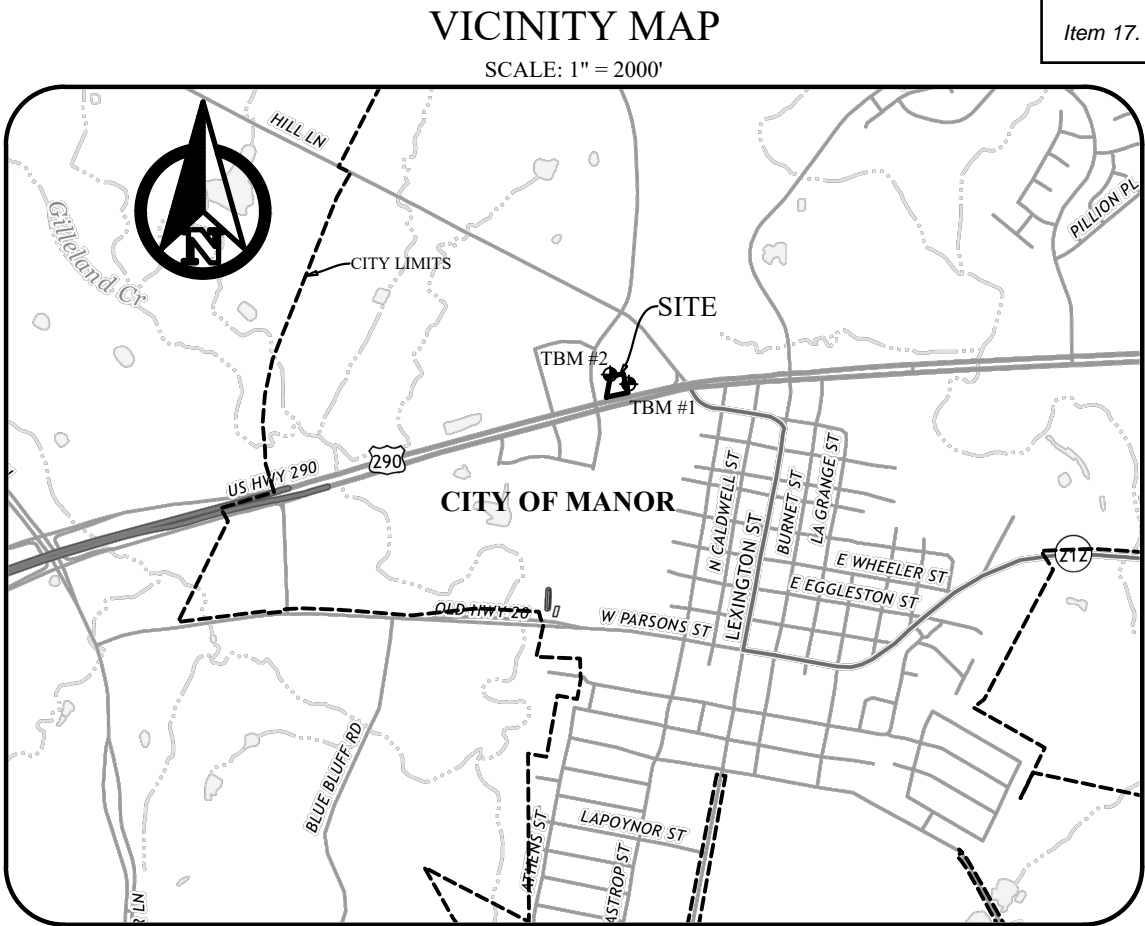 VICINITY MAP
Item 17.
SCALE: 1" = 2000'
HILL LN
PILLION PL
Gilleland Cr
N
CITY LIMITS
SITE
TBM #2
TBM #1
290
US HWY 290
CITY OF MANOR
N CALDWELL ST
LEXINGTON ST
BURNET ST
LA GRANGE ST
E WHEELER ST
E EGGLESTON ST
212
OLD HWY 20
W PARSONS ST
BLUE BLUFF RD
LAPOYNOR ST
ATHENS ST
ASTROP ST
R LN